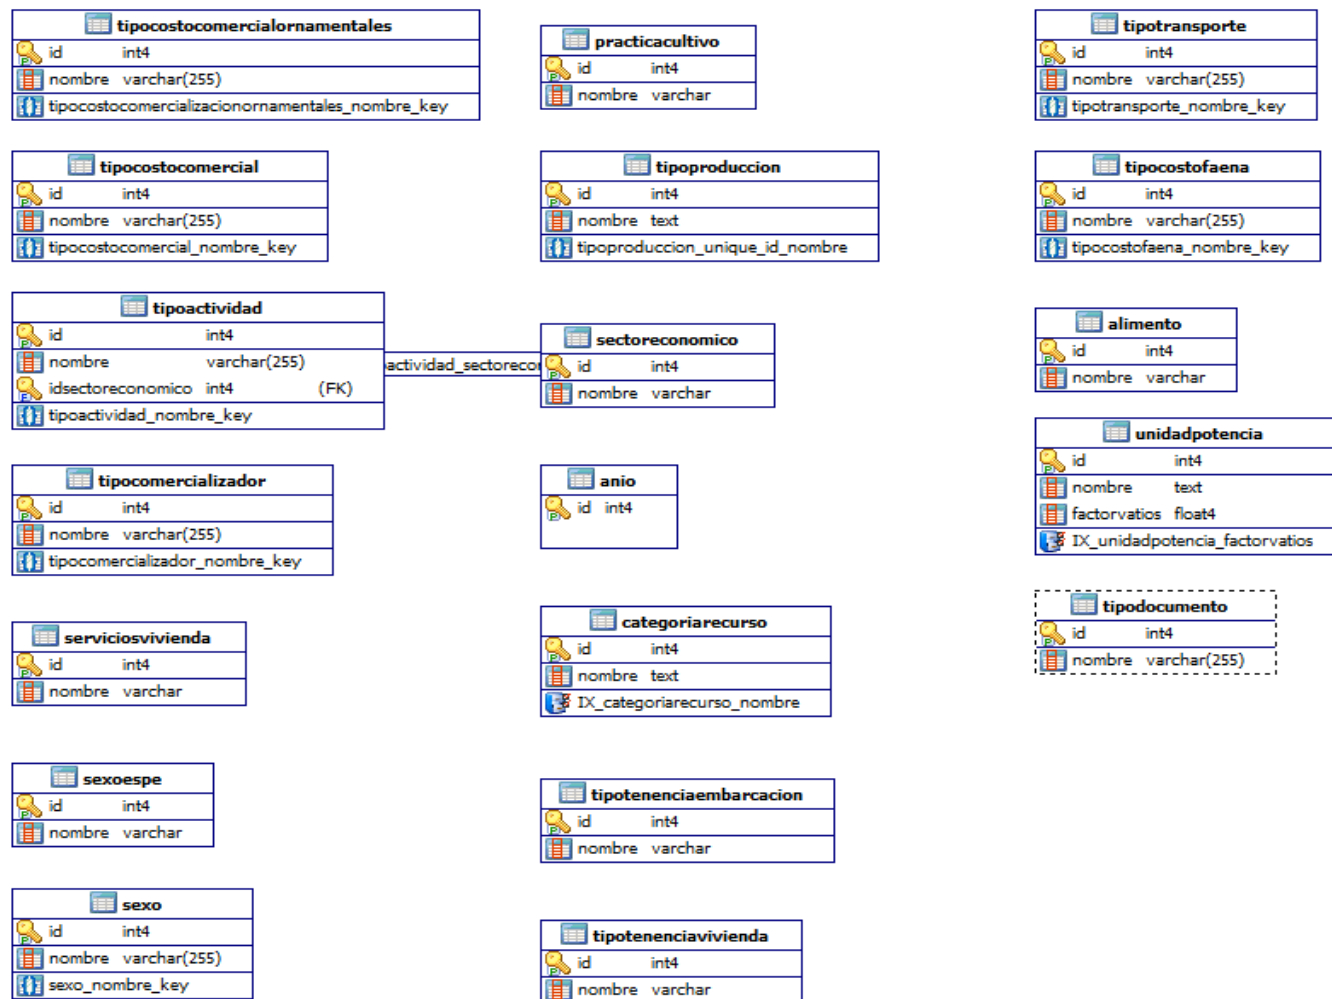 tipocostocomercialornamentales
id int4
nombre varchar(255)
tipocostocomercializacionornamentales_nombre_key
tipocostocomercial
id int4
nombre varchar(255)
tipocostocomercial_nombre_key
tipoactividad
id int4
nombre varchar(255)
idsectoreconomico int4 (FK)
tipoactividad_nombre_key
actividad_sectorecon
tipocomercializador
id int4
nombre varchar(255)
tipocomercializador_nombre_key
serviciosvivienda
id int4
nombre varchar
sexoespe
id int4
nombre varchar
sexo
id int4
nombre varchar(255)
sexo_nombre_key
practicacultivo
id int4
nombre varchar
tipoproduccion
id int4
nombre text
tipoproduccion_unique_id_nombre
sectoreconomico
id int4
nombre varchar
anio
id int4
categoriarecurso
id int4
nombre text
IX_categoriarecurso_nombre
tipotenenciaembarcacion
id int4
nombre varchar
tipotenenciavivienda
id int4
nombre varchar
tipotransporte
id int4
nombre varchar(255)
tipotransporte_nombre_key
tipocostofaena
id int4
nombre varchar(255)
tipocostofaena_nombre_key
alimento
id int4
nombre varchar
unidadpotencia
id int4
nombre text
factorvatios float4
IX_unidadpotencia_factorvatios
tipodocumento
id int4
nombre varchar(255)